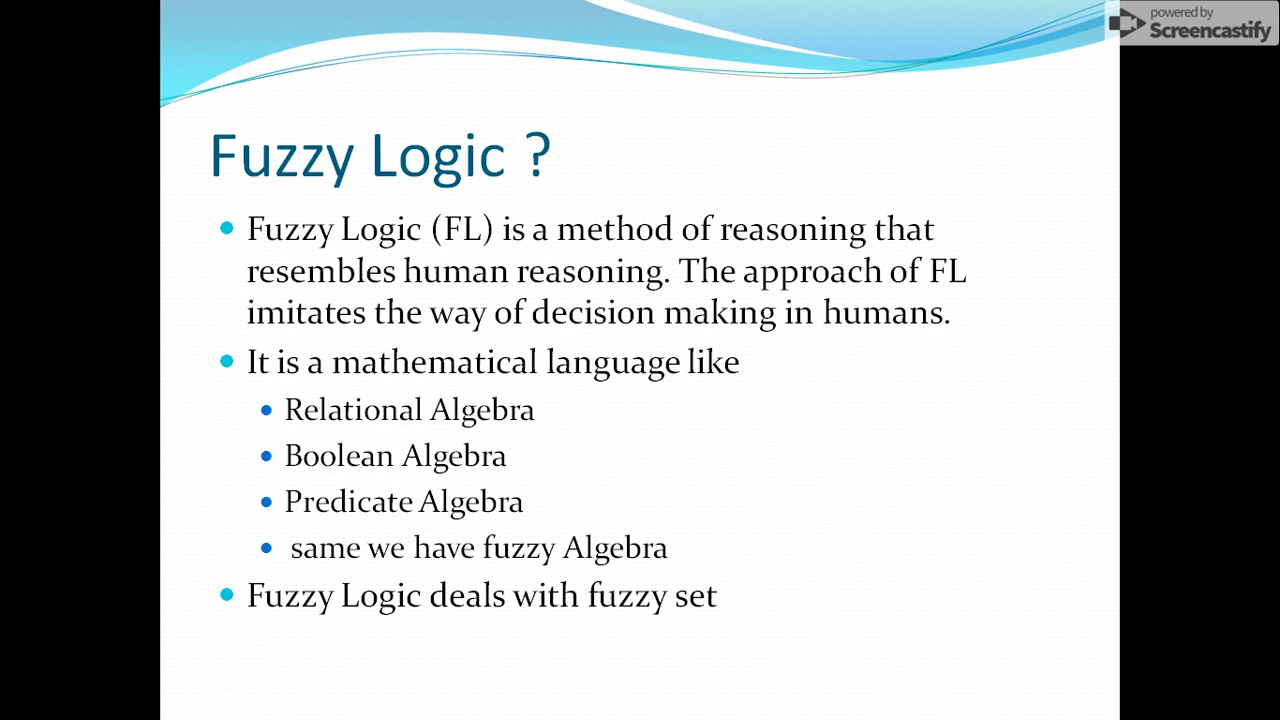 powered by
Screencastify
Fuzzy Logic ?
Fuzzy Logic (FL) is a method of reasoning that
resembles human reasoning. The approach of FL
imitates the way of decision making in humans.
It is a mathematical language like
Relational Algebra
Boolean Algebra
Predicate Algebra
same we have fuzzy Algebra
Fuzzy Logic deals with fuzzy set